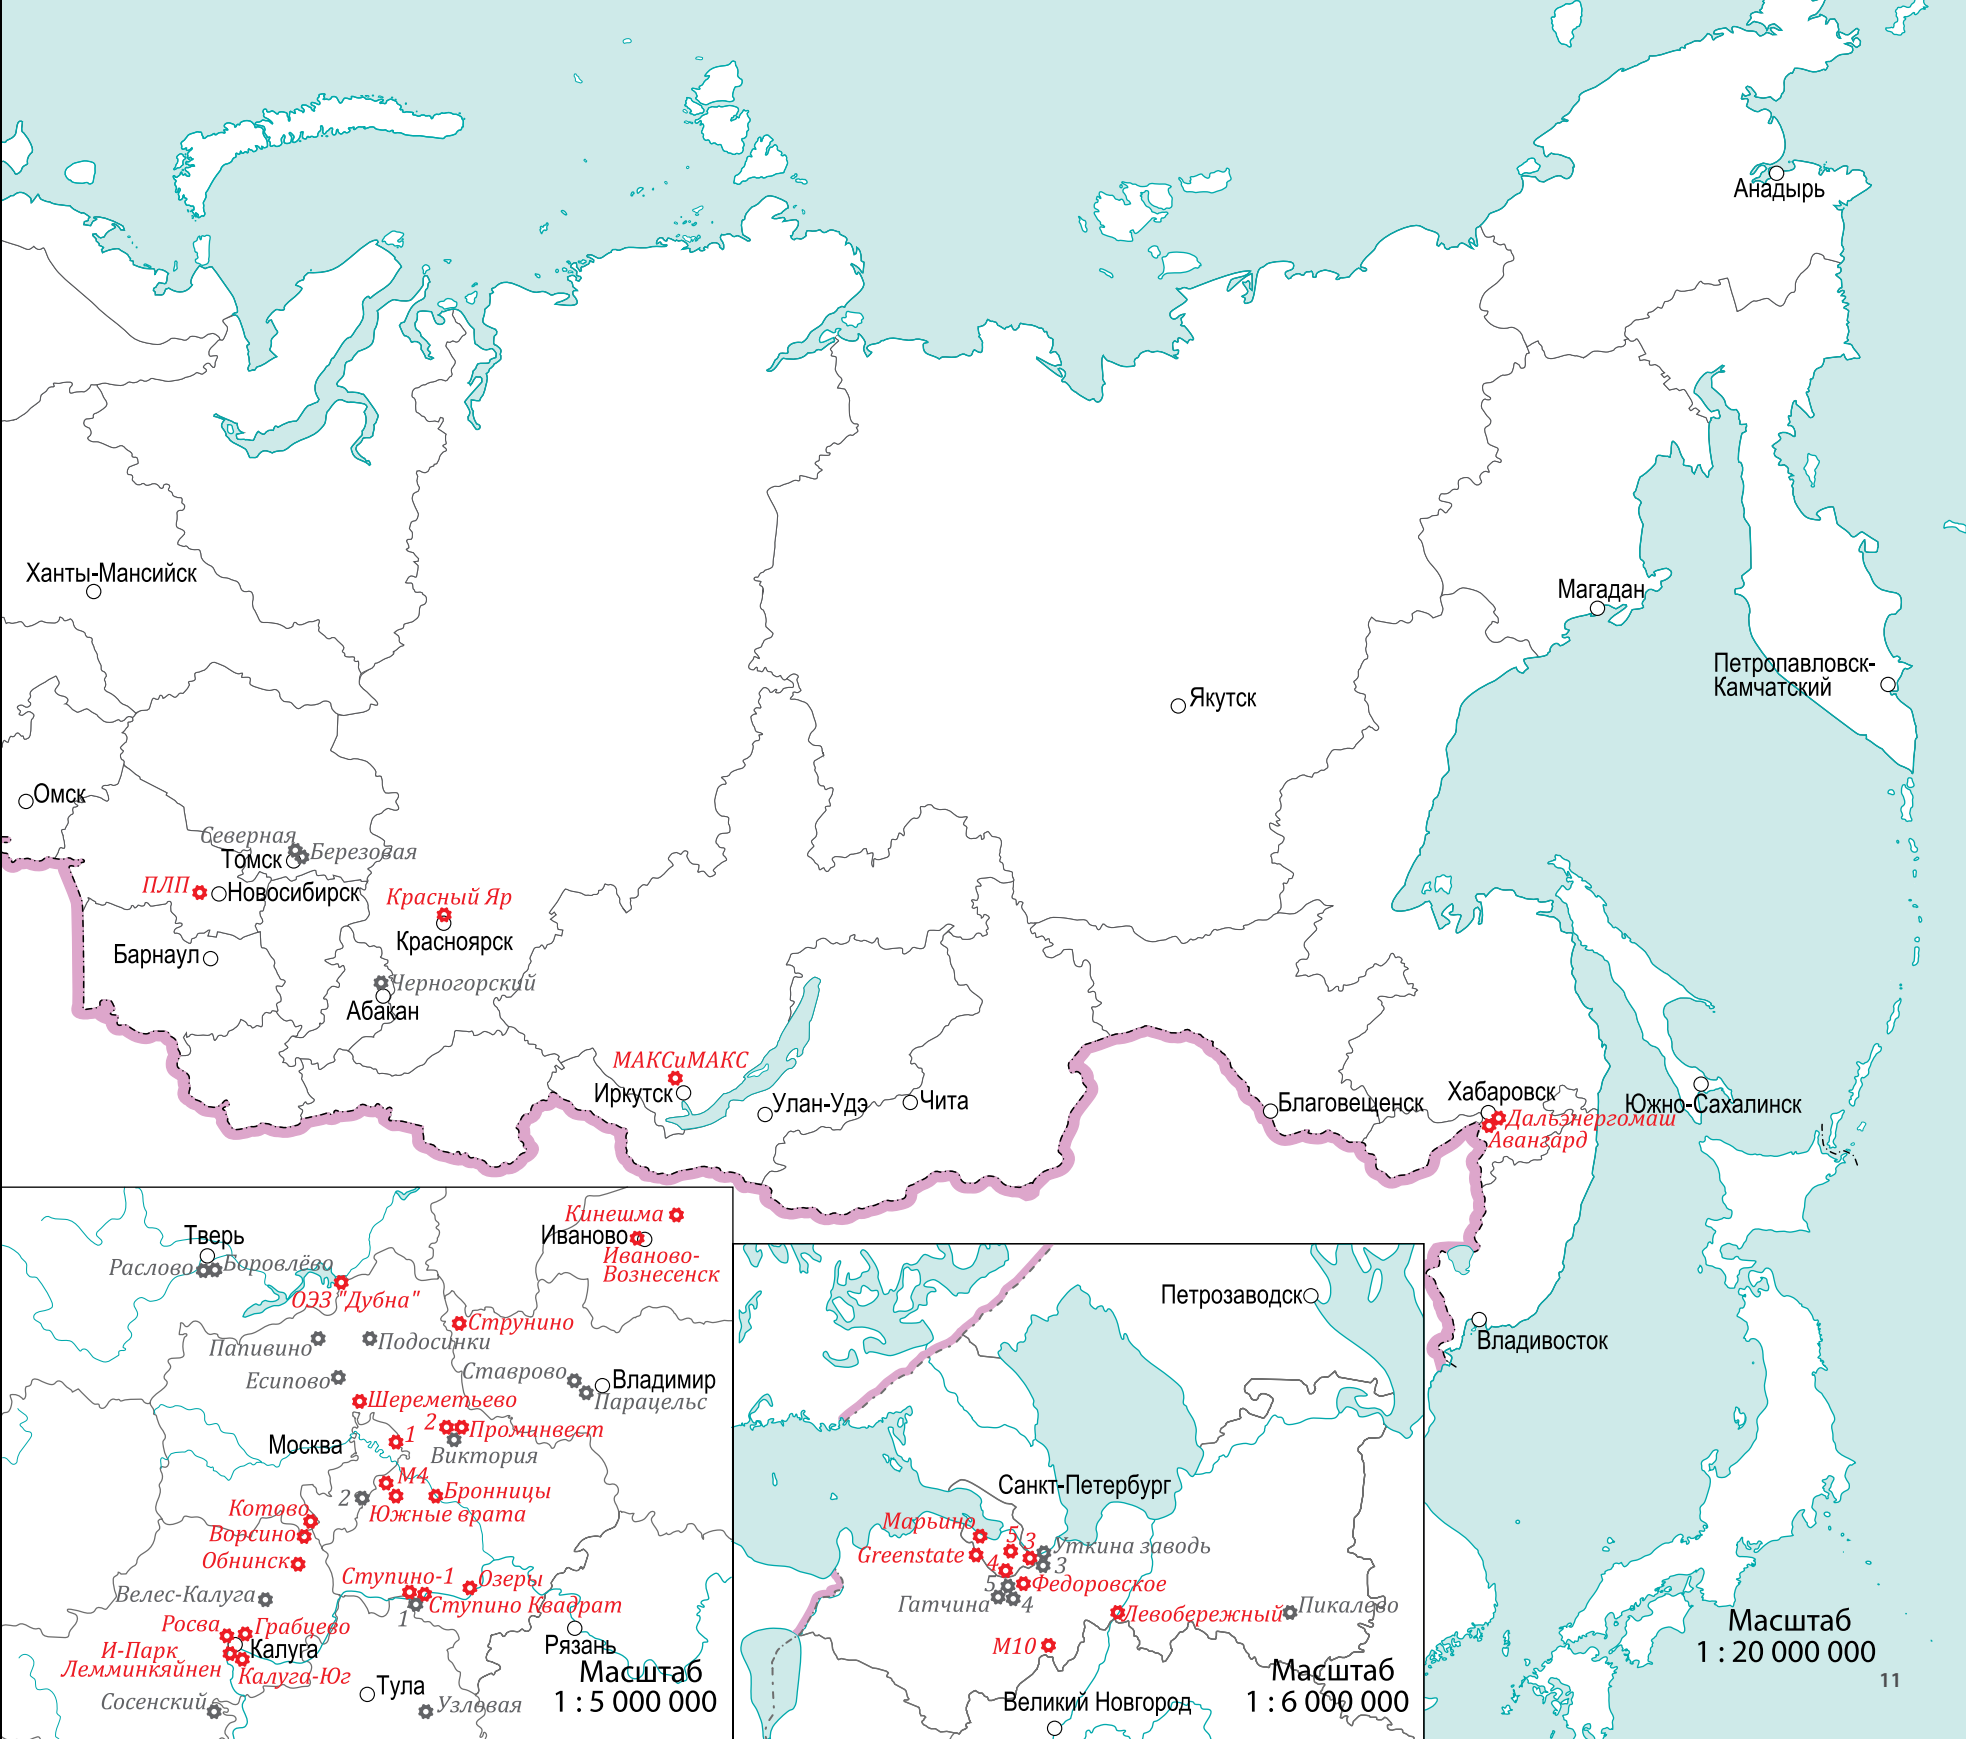 Анадырь
Ханты-Мансийск
Магадан
Петропавловск-
Камчатский
Якутск
Омск
Северная
Томск
Березовая
ПЛП
Новосибирск
Красный Яр
Красноярск
Барнаул
Черногорский
Абакан
МАКСиМАКС
Иркутск
Улан-Удэ
Чита
Благовещенск
Хабаровск
Дальэнергомаш
Авангард
Южно-Сахалинск
Владивосток
Кинешма
Иваново
Иваново-
Вознесенск
Тверь
Раслово
Боровлёво
ОЭЗ "Дубна"
Струнино
Папивино
Подосинки
Есипово
Ставрово
Владимир
Парацельс
Шереметьево
2
Проминвест
1
Москва
Виктория
М4
2
Бронницы
Южные врата
Котово
Ворсино
Обнинск
Ступино-1
Озеры
Велес-Калуга
Ступино Квадрат
1
Росва
Грабцево
Калуга
И-Парк
Лемминкяйнен
Калуга-Юг
Рязань
Тула
Сосенский
Узловая
Масштаб
1 : 5 000 000
Петрозаводск
Санкт-Петербург
Марьино
5
3
Уткина заводь
Greenstate
4
3
5
Федоровское
Гатчина
4
Левобережный
Пикалево
М10
Великий Новгород
Масштаб
1 : 6 000 000
Масштаб
1 : 20 000 000
11